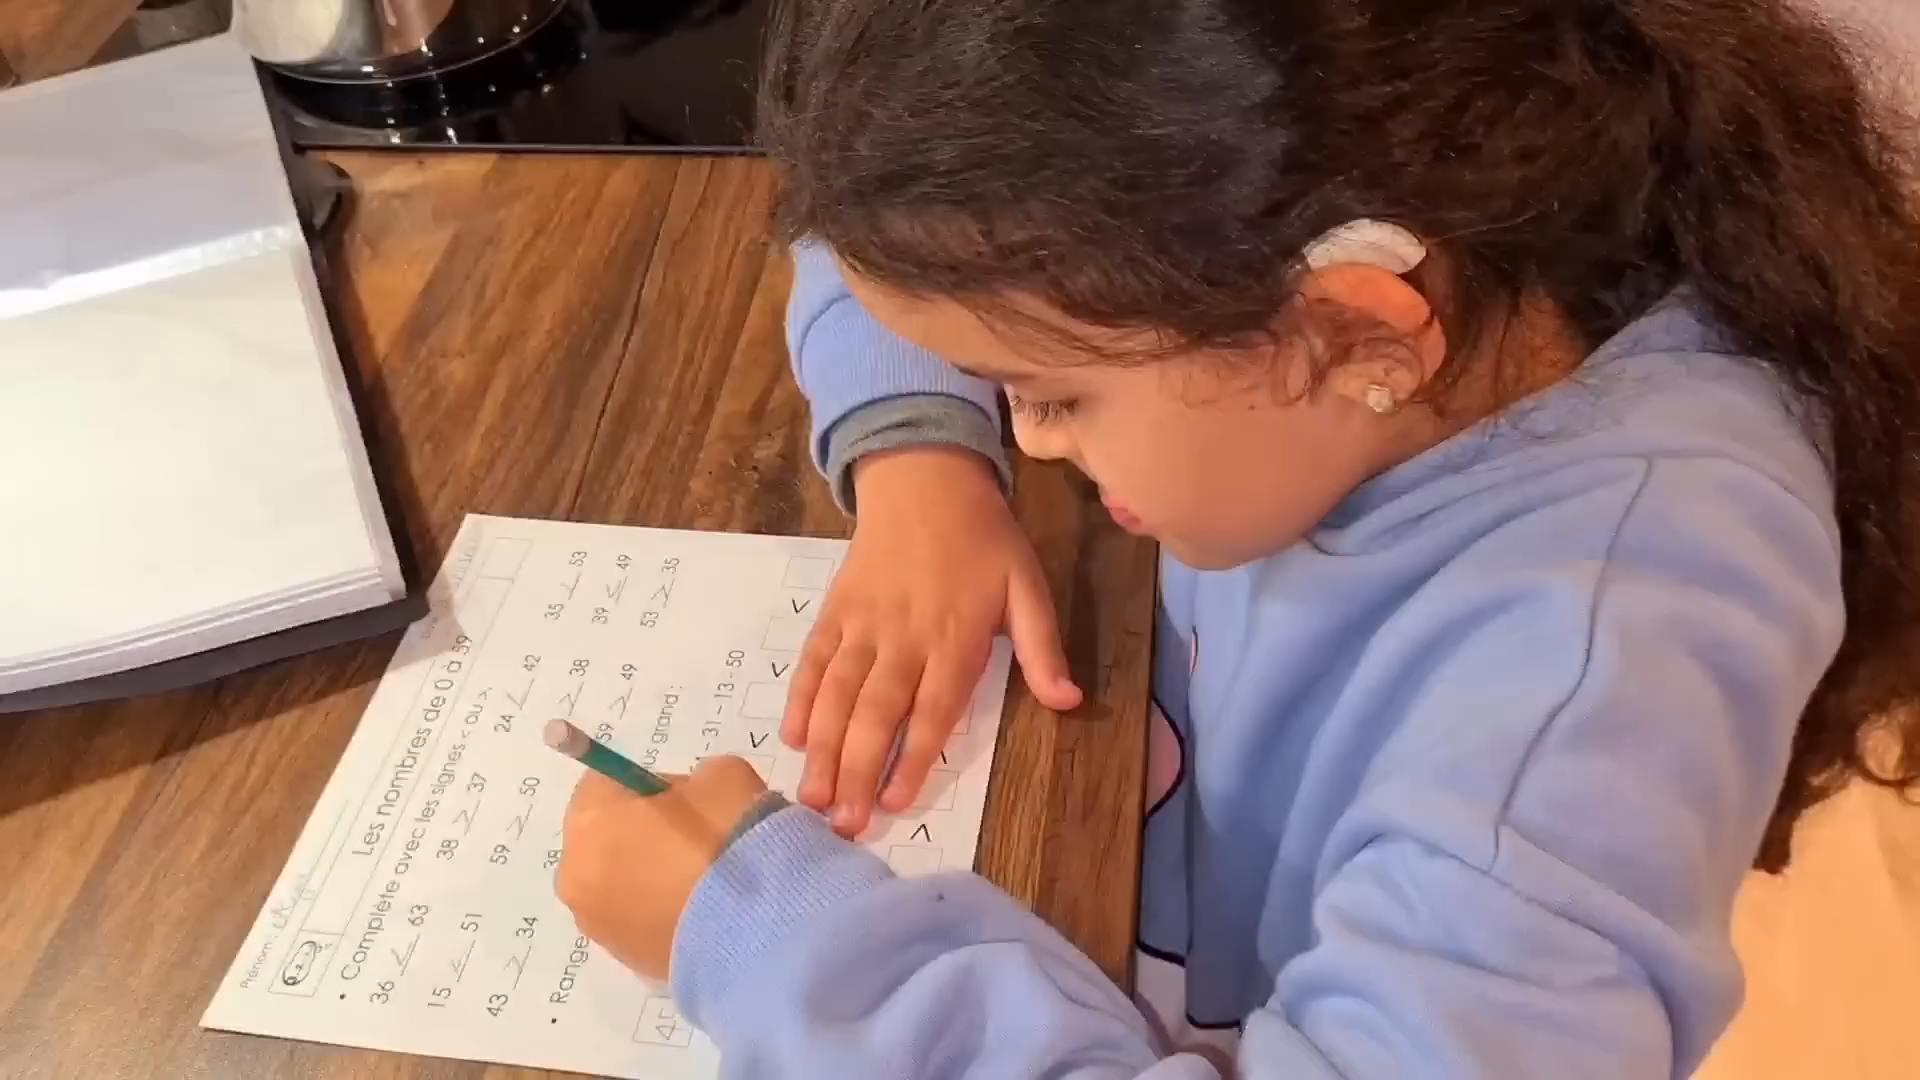 Prénom :
Les nombres de 0 à 59
• Complète avec les signes < ou >.
36 < 63 38 > 37 24 < 42 35 < 53
15 < 51 59 > 50 > 38 39 < 49
43 > 34 38 59 > 49 53 > 35
• Range us grand :
- 31 - 13 - 50
< < <
45
>